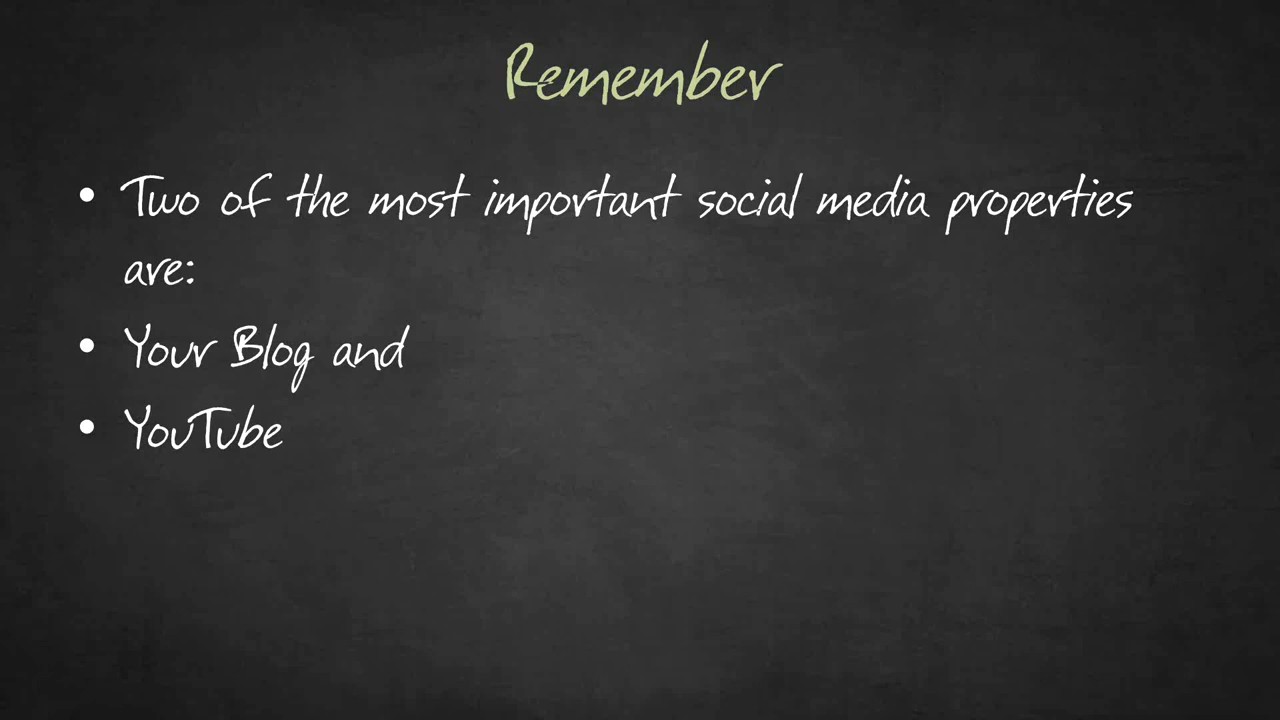 Remember
• Two of the most important social media properties
are:
• Your Blog and
• YouTube